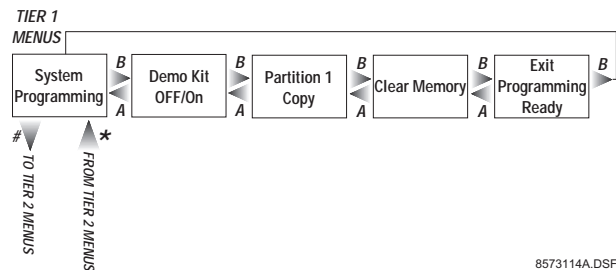 TIER 1
MENUS
B
B
B
B
B
System
Programming
Demo Kit
OFF/On
Partition 1
Copy
Clear Memory
Exit
Programming
Ready
A
A
A
A
#
*
TO TIER 2 MENUS
FROM TIER 2 MENUS
8573114A.DSF